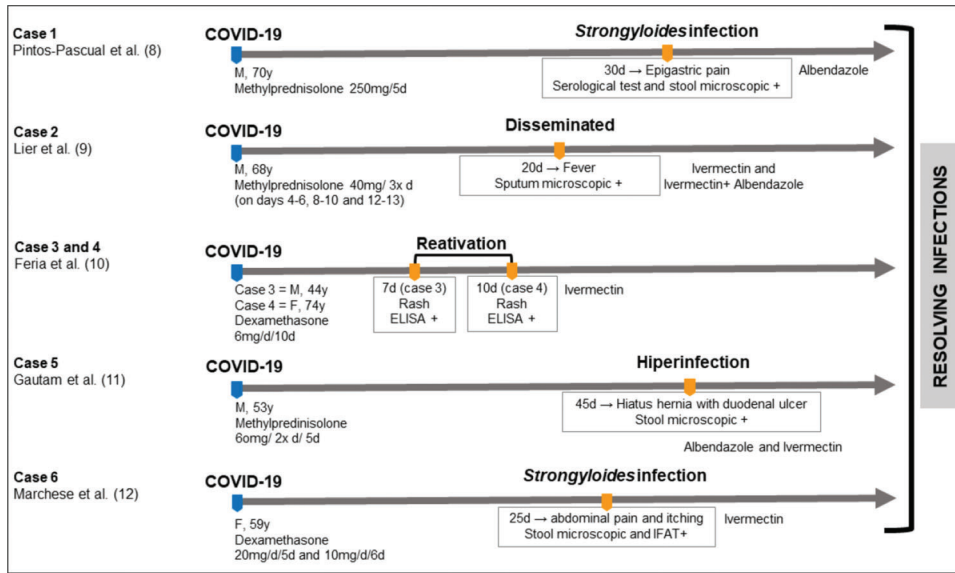 Case 1
Pintos-Pascual et al. (8)
COVID-19
M, 70y
Methylprednisolone 250mg/5d
Strongyloides infection
30d → Epigastric pain
Serological test and stool microscopic +
Albendazole
Case 2
Lier et al. (9)
COVID-19
M, 68y
Methylprednisolone 40mg/ 3x d
(on days 4-6, 8-10 and 12-13)
Disseminated
20d → Fever
Sputum microscopic +
Ivermectin and
Ivermectin+ Albendazole
Case 3 and 4
Feria et al. (10)
COVID-19
Case 3 = M, 44y
Case 4 = F, 74y
Dexamethasone
6mg/d/10d
Reativation
7d (case 3)
Rash
ELISA +
10d (case 4)
Rash
ELISA +
Ivermectin
Case 5
Gautam et al. (11)
COVID-19
M, 53y
Methylprednisolone
6omg/ 2x d/ 5d
Hiperinfection
45d → Hiatus hernia with duodenal ulcer
Stool microscopic +
Albendazole and Ivermectin
Case 6
Marchese et al. (12)
COVID-19
F, 59y
Dexamethasone
20mg/d/5d and 10mg/d/6d
Strongyloides infection
25d → abdominal pain and itching
Stool microscopic and IFAT+
Ivermectin
RESOLVING INFECTIONS